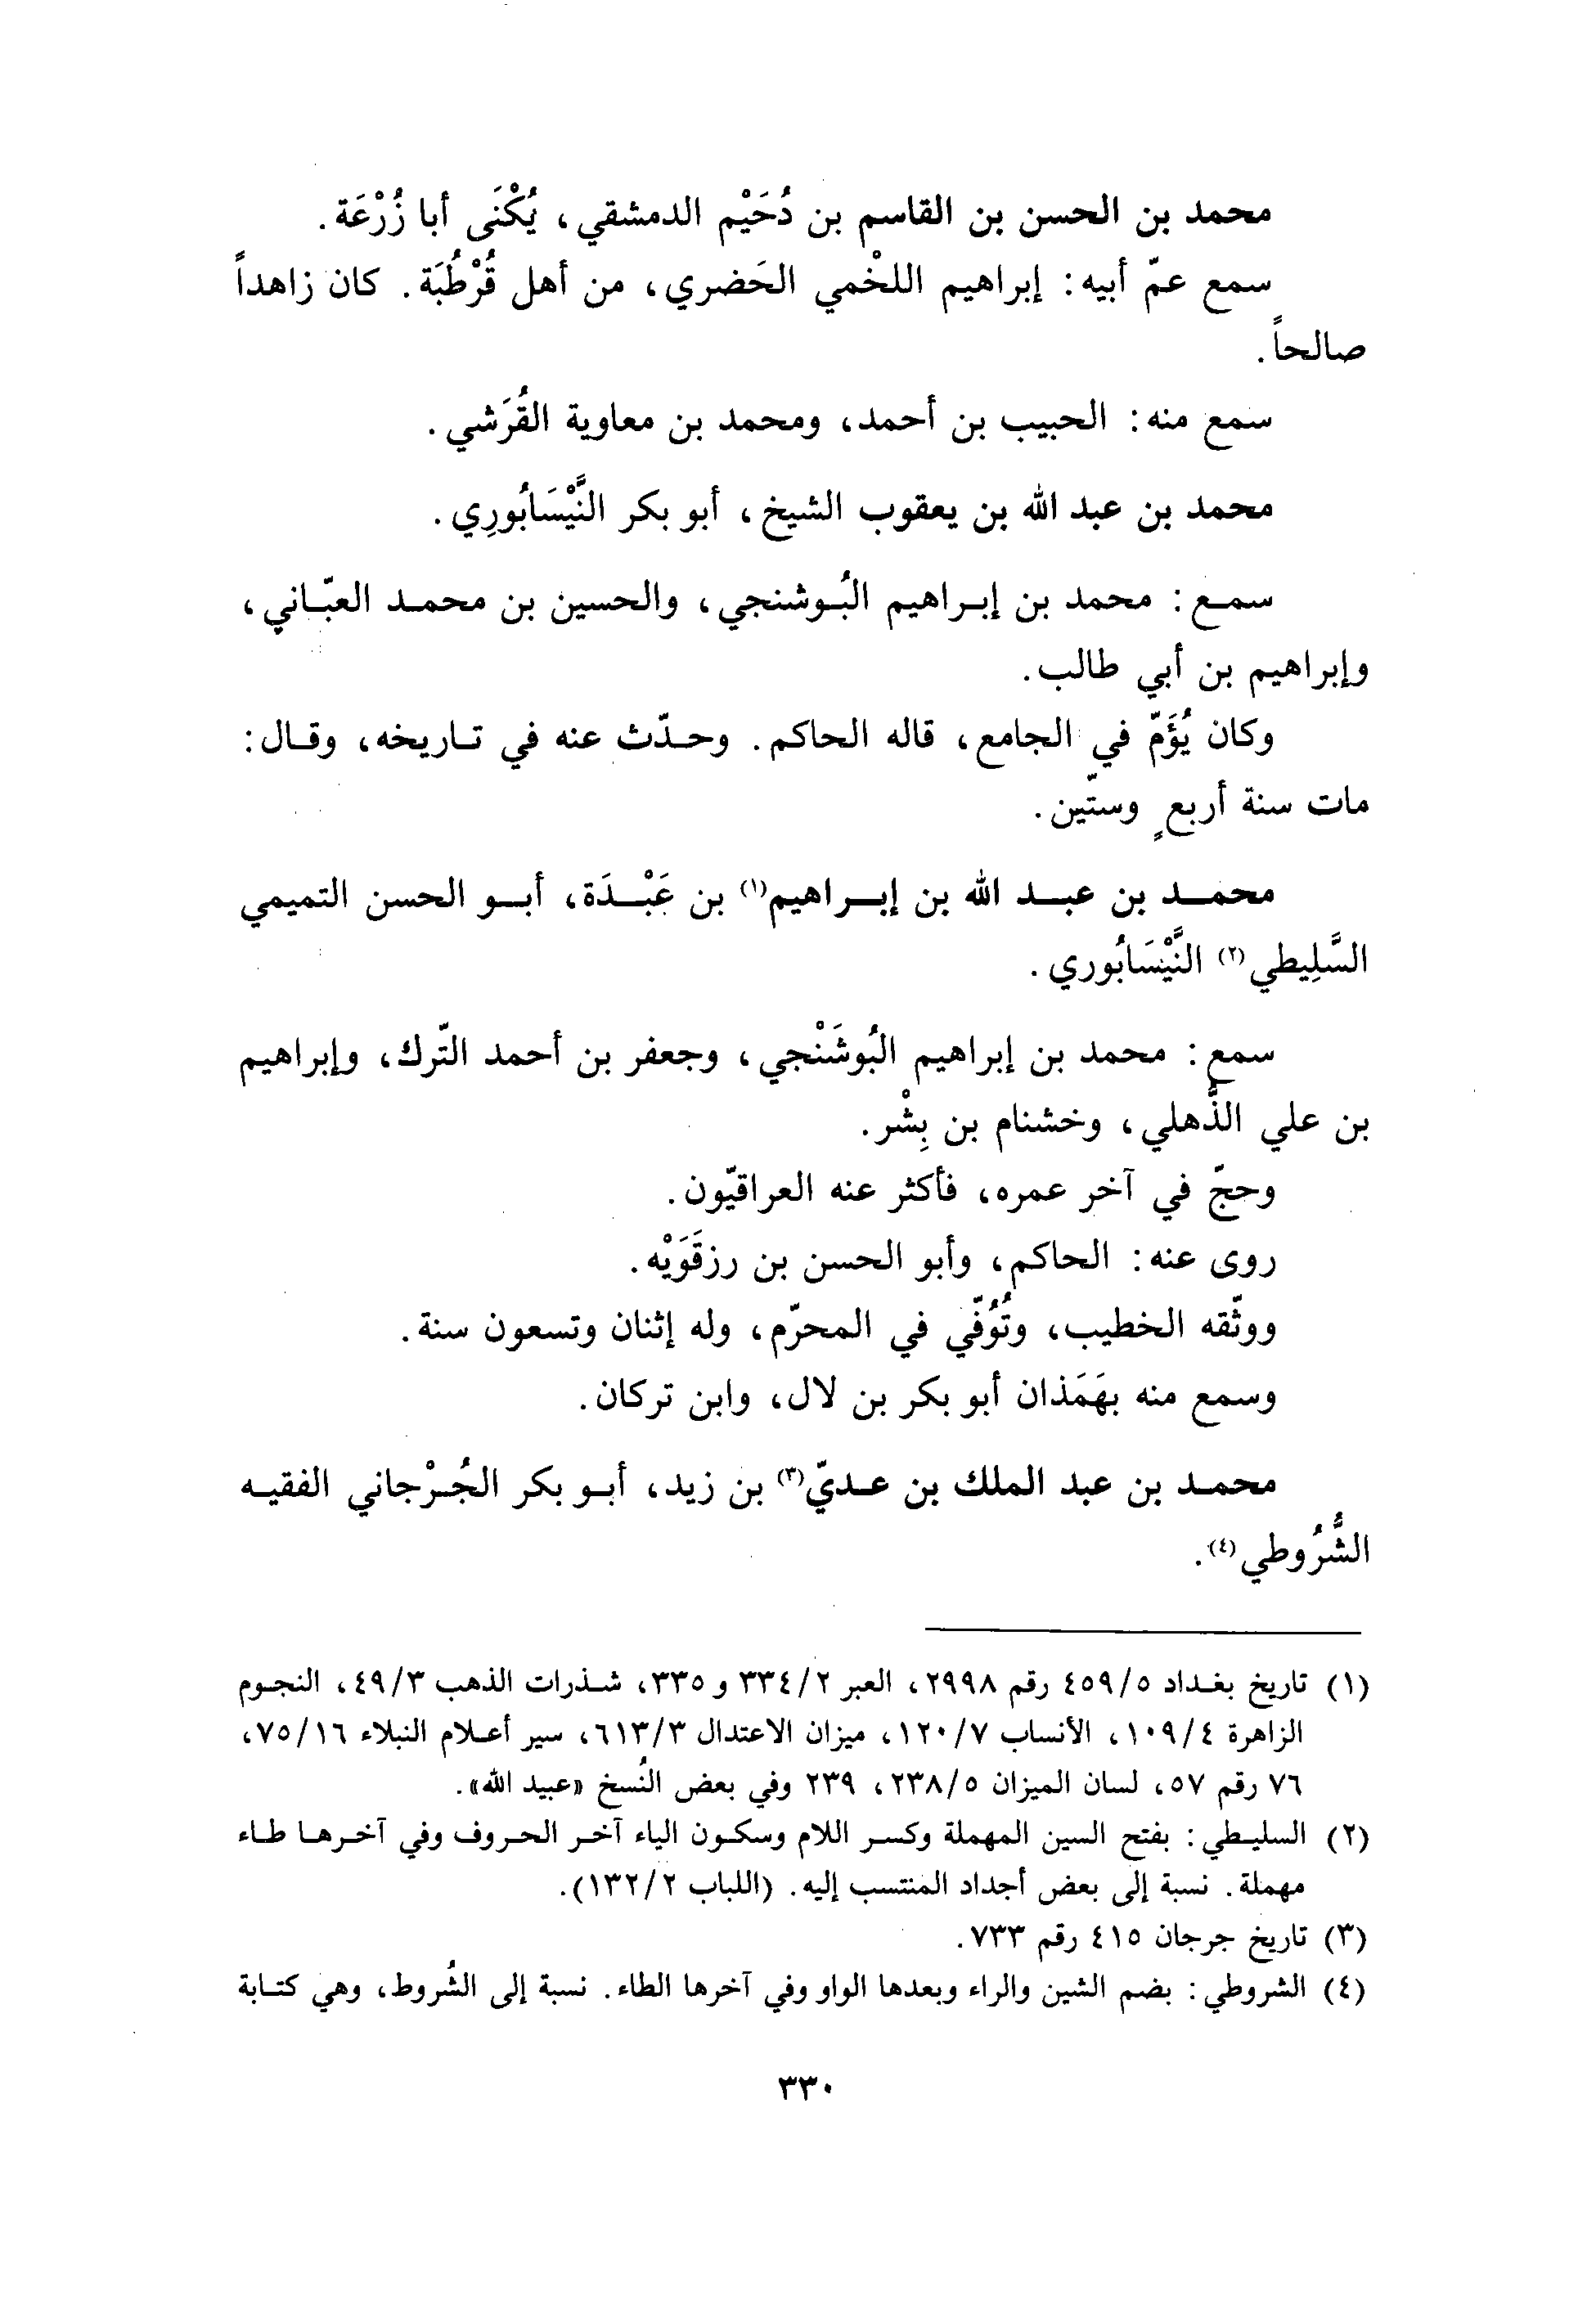 محمد بن الحسن بن القاسم بن دُحَيْم الدمشقي، يُكْنَى أبا زُرْعَة.
سمع عمّ أبيه: إبراهيم اللخْمي الحَضري، من أهل قُرْطُبَة. كان زاهداً
صالحاً.
سمع منه: الحبيب بن أحمد، ومحمد بن معاوية القُرَشي.
محمد بن عبد الله بن يعقوب الشيخ، أبو بكر النَّيْسَابُورِي.
سمع: محمد بن إبراهيم البُوشنجي، والحسين بن محمد العبّاني،
وإبراهيم بن أبي طالب.
وكان يُؤَمّ في الجامع، قاله الحاكم. وحدّث عنه في تاريخه، وقال:
مات سنة أربعٍ وستّين.
محمد بن عبد الله بن إبراهيم(١) بن عَبْدَة، أبو الحسن التميمي
السَّلِيطي(٢) النَّيْسَابُوري.
سمع: محمد بن إبراهيم البُوشَنْجي، وجعفر بن أحمد التّرك، وإبراهيم
بن علي الذُّهلي، وخشنام بن بِشْر.
وحجّ في آخر عمره، فأكثر عنه العراقيّون.
روى عنه: الحاكم، وأبو الحسن بن رزقَوَيْه.
ووثّقه الخطيب، وتُوُفّي في المحرّم، وله إثنان وتسعون سنة.
وسمع منه بهَمَذان أبو بكر بن لال، وابن تركان.
محمد بن عبد الملك بن عديّ(٣) بن زيد، أبو بكر الجُرْجاني الفقيه
الشُّرُوطي(٤).
(١) تاريخ بغداد ٤٥٩/٥ رقم ٢٩٩٨، العبر ٣٣٤/٢ و ٣٣٥، شذرات الذهب ٤٩/٣، النجوم
الزاهرة ١٠٩/٤، الأنساب ١٢٠/٧، ميزان الاعتدال ٦١٣/٣، سير أعلام النبلاء ٧٥/١٦،
٧٦ رقم ٥٧، لسان الميزان ٢٣٨/٥، ٢٣٩ وفي بعض النُسخ «عبيد الله».
(٢) السليطي: بفتح السين المهملة وكسر اللام وسكون الياء آخر الحروف وفي آخرها طاء
مهملة. نسبة إلى بعض أجداد المنتسب إليه. (اللباب ١٣٢/٢).
(٣) تاريخ جرجان ٤١٥ رقم ٧٣٣.
(٤) الشروطي: بضم الشين والراء وبعدها الواو وفي آخرها الطاء. نسبة إلى الشُروط، وهي كتابة
٣٣٠